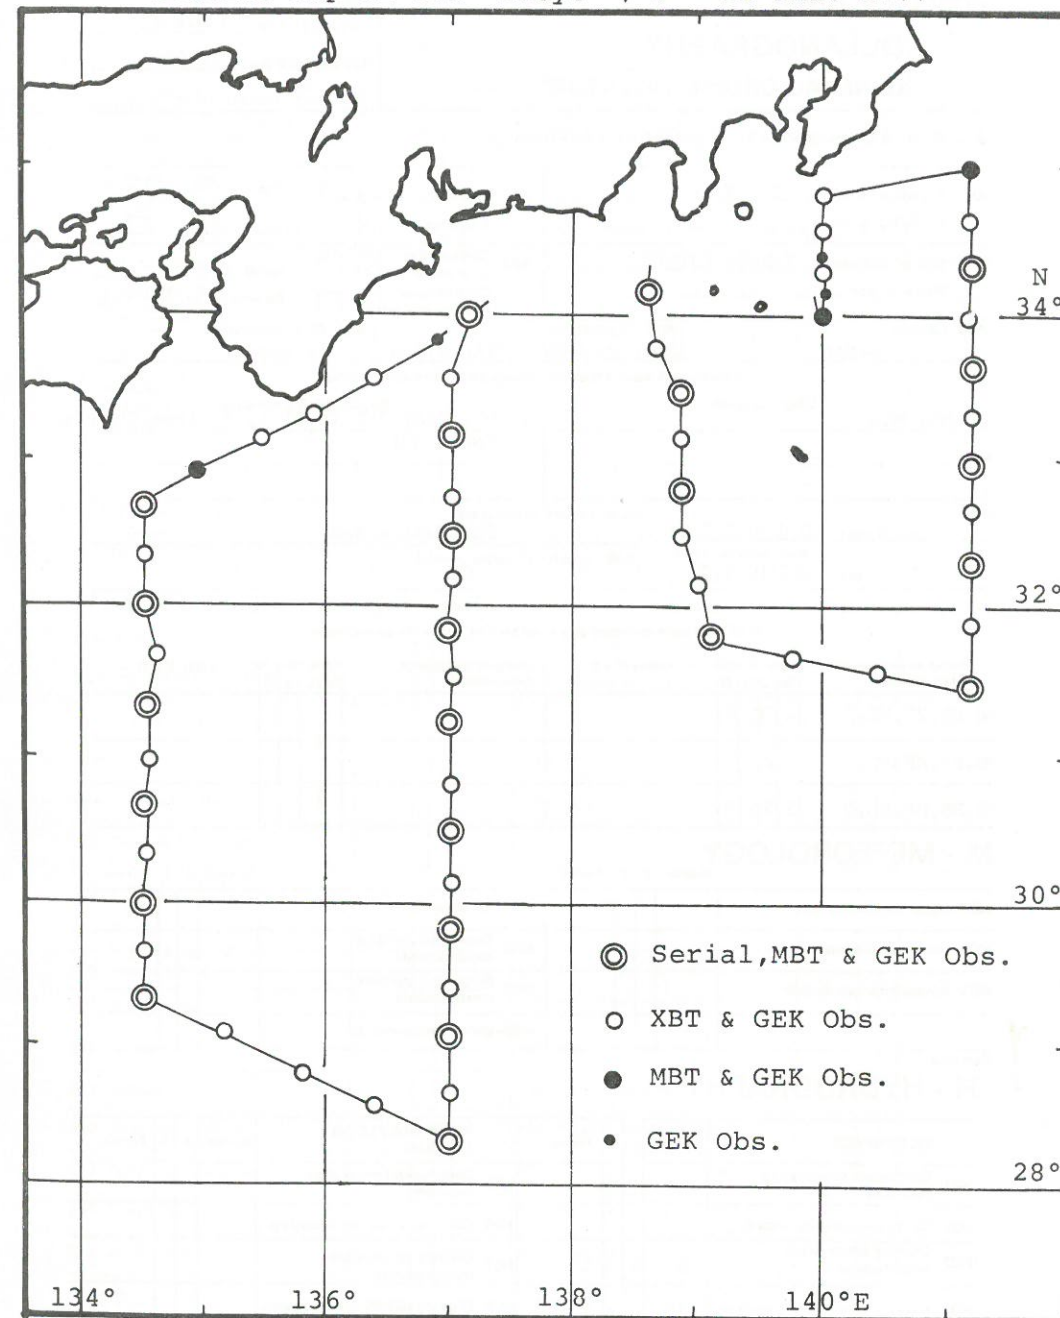 N
34°
32°
30°
Serial,MBT & GEK Obs.
XBT & GEK Obs.
MBT & GEK Obs.
GEK Obs.
28°
134° 136° 138° 140°E